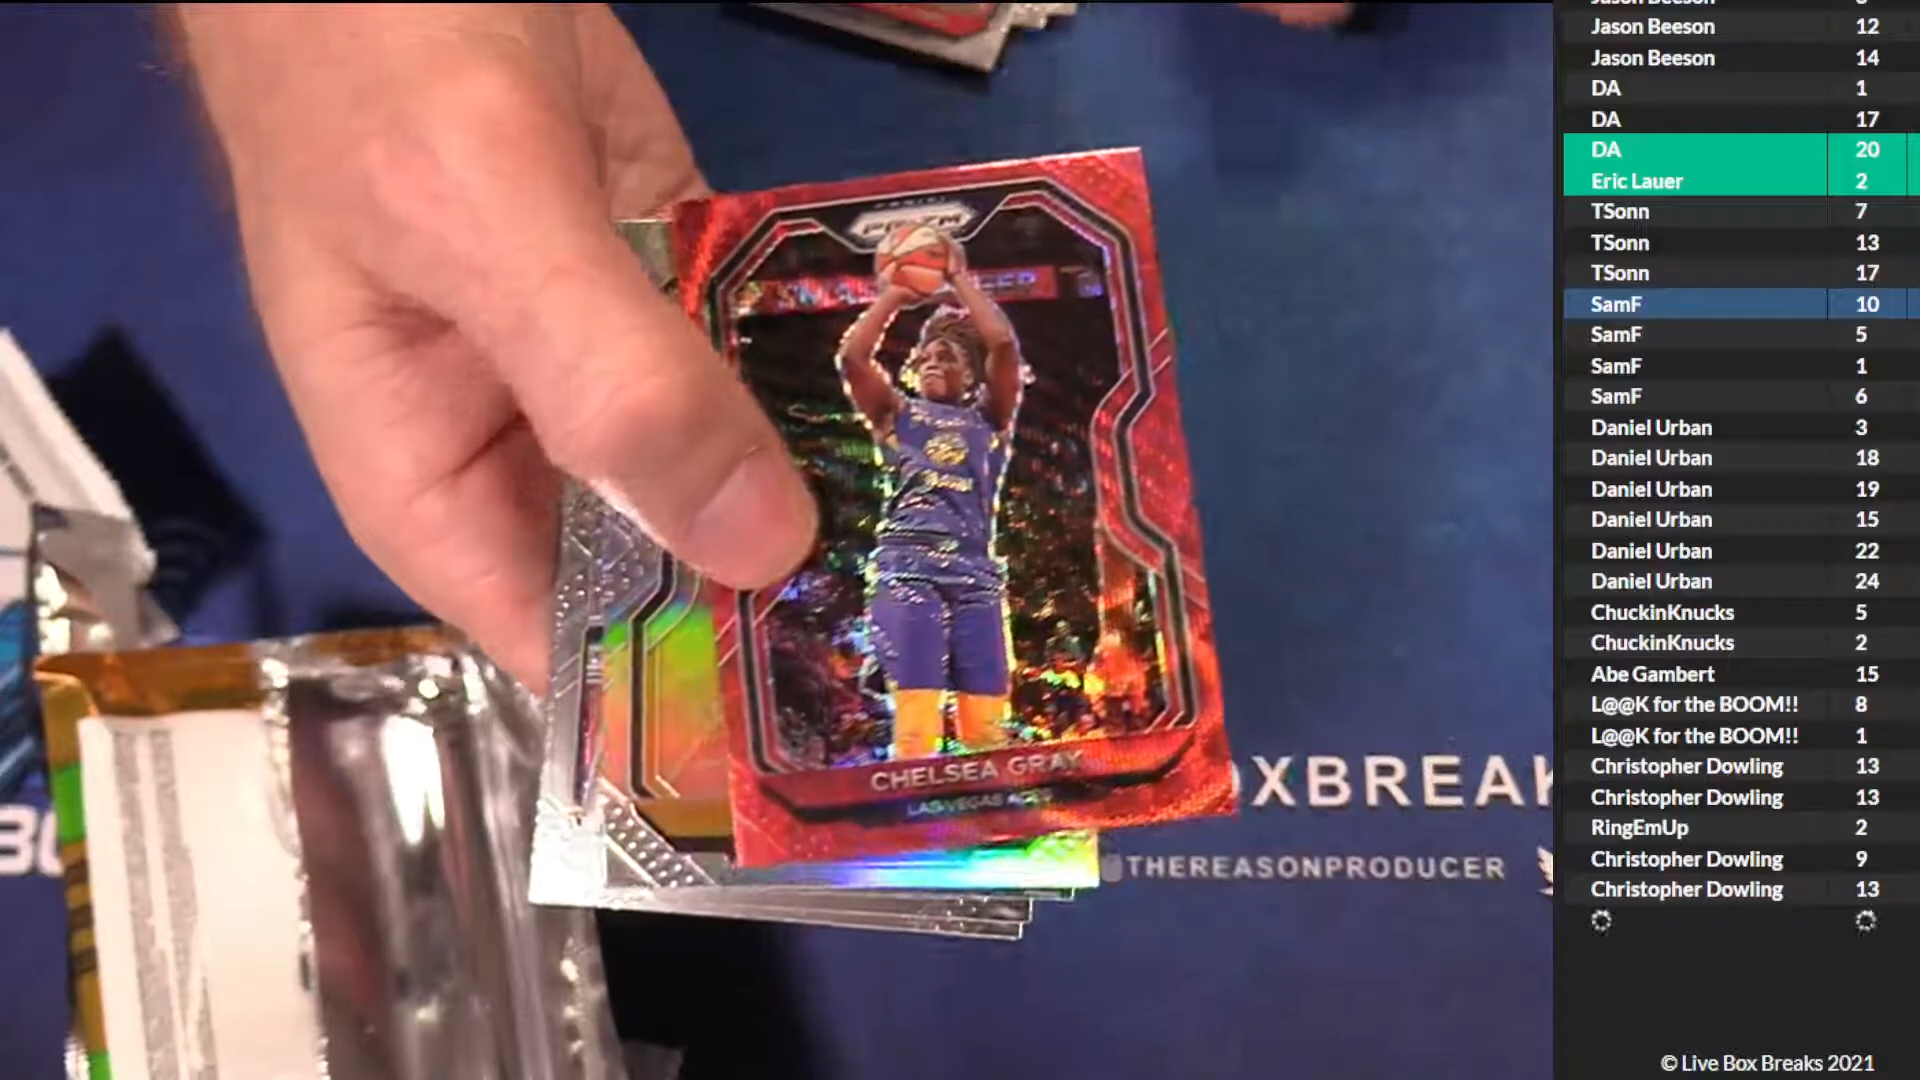 Jason Beeson
Jason Beeson 12
Jason Beeson 14
DA 1
DA 17
DA 20
Eric Lauer 2
TSonn 7
TSonn 13
TSonn 17
SamF 10
SamF 5
SamF 1
SamF 6
Daniel Urban 3
Daniel Urban 18
Daniel Urban 19
Daniel Urban 15
Daniel Urban 22
Daniel Urban 24
ChuckinKnucks 5
ChuckinKnucks 2
Abe Gambert 15
L@@K for the BOOM!! 8
L@@K for the BOOM!! 1
Christopher Dowling 13
Christopher Dowling 13
RingEmUp 2
Christopher Dowling 9
Christopher Dowling 13
© Live Box Breaks 2021
PANINI
PRIZM
CHELSEA GRAY
LAS VEGAS ACES
OXBREAK
THEREASONPRODUCER